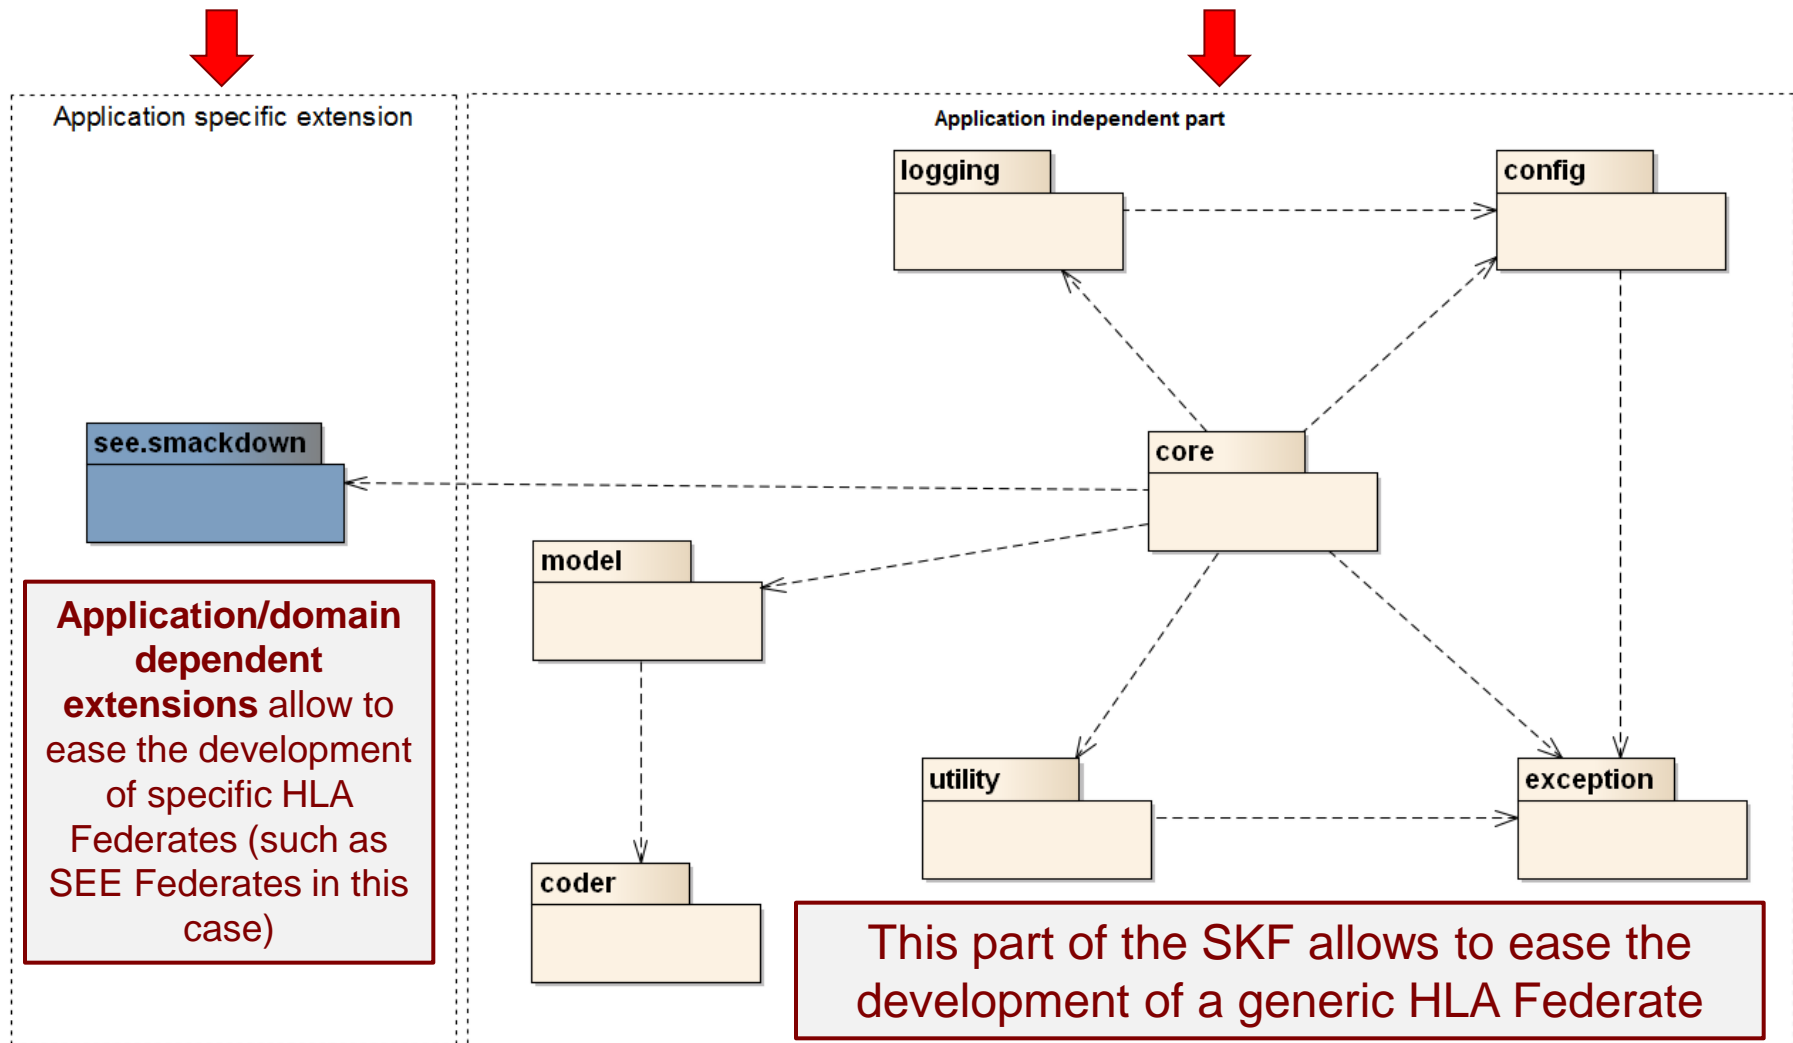 Application specific extension
see.smackdown
Application/domain
dependent
extensions allow to
ease the development
of specific HLA
Federates (such as
SEE Federates in this
case)
Application independent part
logging
config
core
model
utility
exception
coder
This part of the SKF allows to ease the
development of a generic HLA Federate